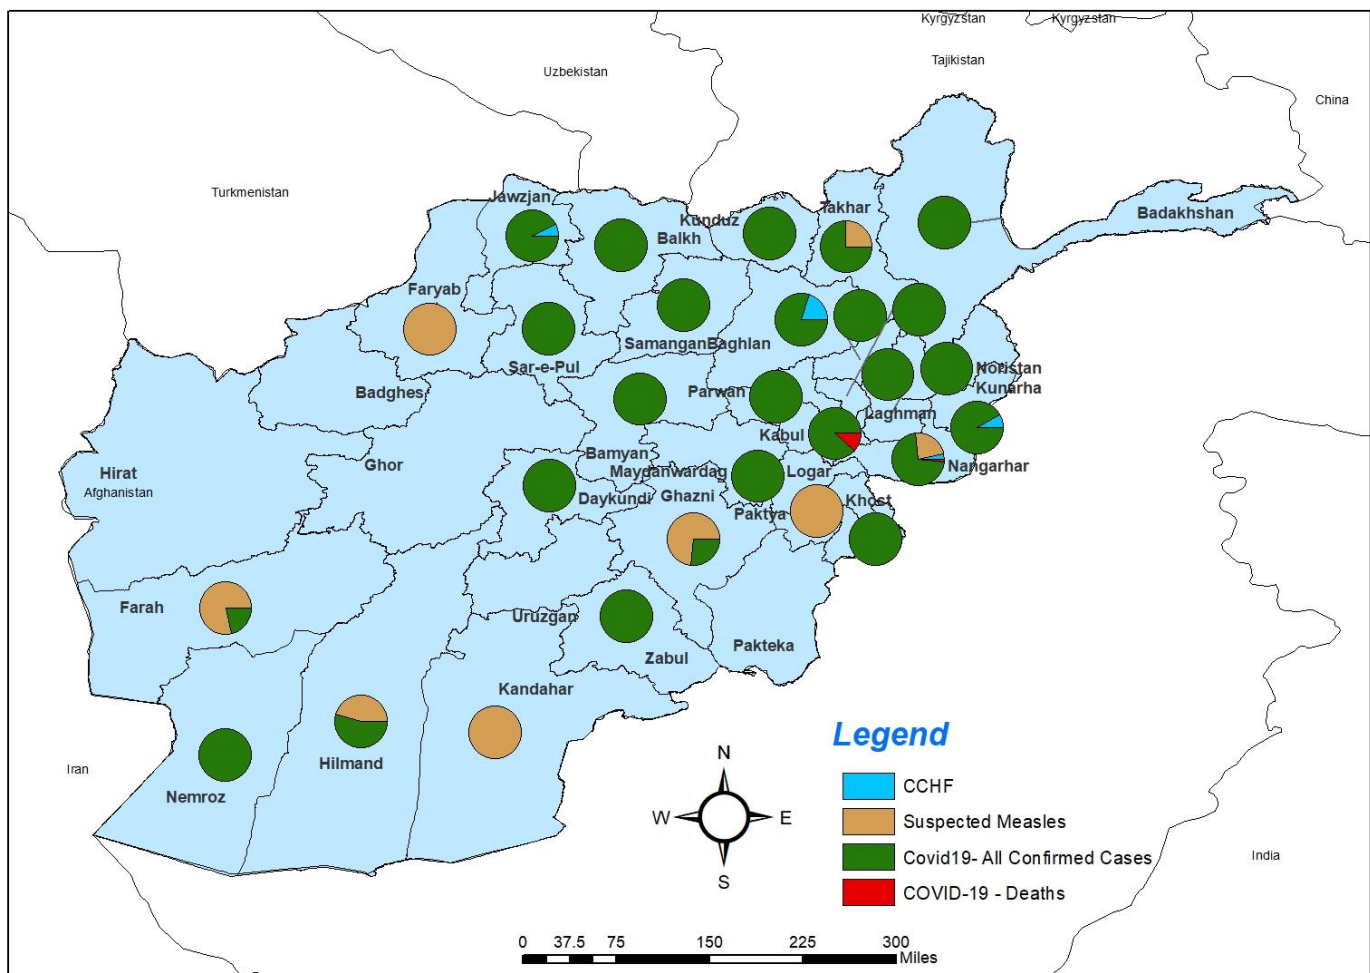 Kyrgyzstan
Kyrgyzstan
Tajikistan
Uzbekistan
China
Turkmenistan
Jawzjan
Kunduz
Takhar
Badakhshan
Balkh
Faryab
Samangan
Baghlan
Sar-e-Pul
Noristan
Badghes
Parwan
Kunarha
Laghman
Kabul
Bamyan
Ghor
Maydanwardag
Logar
Nangarhar
Hirat
Afghanistan
Daykundi
Ghazni
Khost
Paktya
Farah
Uruzgan
Pakteka
Zabul
Kandahar
Hilmand
Nemroz
Iran
India
Legend
CCHF
Suspected Measles
Covid19- All Confirmed Cases
COVID-19 - Deaths
N
W
E
S
0 37.5 75 150 225 300
Miles